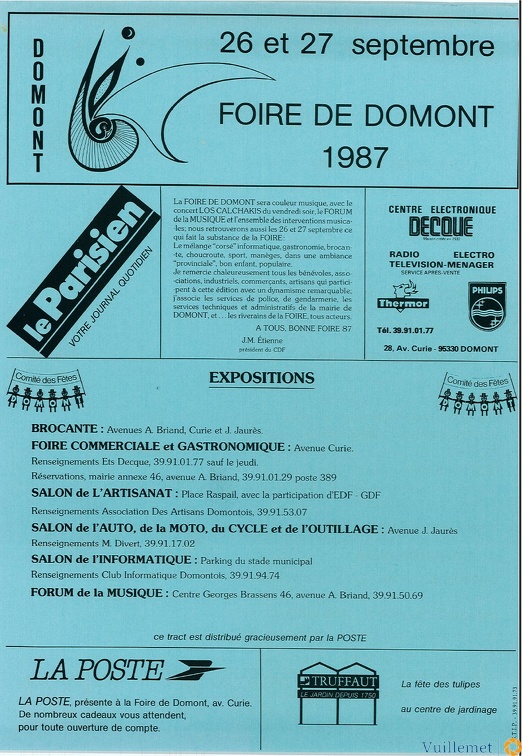 DOMONT
26 et 27 septembre
FOIRE DE DOMONT
1987
le Parisien
VOTRE JOURNAL QUOTIDIEN
La FOIRE DE DOMONT sera couleur musique, avec le
concert LOS CALCHAKIS du vendredi soir, le FORUM
de la MUSIQUE et l'ensemble des interventions musica-
les; nous retrouverons aussi les 26 et 27 septembre ce
qui fait la substance de la FOIRE:
Le mélange "corsé" informatique, gastronomie, brocan-
te, choucroute, sport, manèges, dans une ambiance
"provinciale", bon enfant, populaire.
Je remercie chaleureusement tous les bénévoles, asso-
ciations, industriels, commerçants, artisans qui partici-
pent à cette édition avec un dynamisme remarquable;
j'associe les services de police, de gendarmerie, les
services techniques et administratifs de la mairie de
DOMONT, et... les riverains de la FOIRE, tous acteurs.
A TOUS, BONNE FOIRE 87
J.M. Étienne
président du CDF
CENTRE ELECTRONIQUE
DECQUE
RADIO ELECTRO
TELEVISION-MENAGER
SERVICE APRÈS-VENTE
Thermor
PHILIPS
Tél. 39.91.01.77
28, Av. Curie - 95330 DOMONT
Comité des Fêtes
DOMONT
EXPOSITIONS
Comité des Fêtes
DOMONT
BROCANTE : Avenues A. Briand, Curie et J. Jaurès.
FOIRE COMMERCIALE et GASTRONOMIQUE : Avenue Curie.
Renseignements Ets Decque, 39.91.01.77 sauf le jeudi.
Réservations, mairie annexe 46, avenue A. Briand, 39.91.01.29 poste 389
SALON de L'ARTISANAT : Place Raspail, avec la participation d'EDF - GDF
Renseignements Association Des Artisans Domontois, 39.91.53.07
SALON de l'AUTO, de la MOTO, du CYCLE et de l'OUTILLAGE : Avenue J. Jaurès
Renseignements M. Divert, 39.91.17.02
SALON de l'INFORMATIQUE : Parking du stade municipal
Renseignements Club Informatique Domontois, 39.91.94.74
FORUM de la MUSIQUE : Centre Georges Brassens 46, avenue A. Briand, 39.91.50.69
ce tract est distribué gracieusement par la POSTE
LA POSTE
LA POSTE, présente à la Foire de Domont, av. Curie.
De nombreux cadeaux vous attendent,
pour toute ouverture de compte.
TRUFFAUT
LE JARDIN DEPUIS 1750
La fête des tulipes
au centre de jardinage
Vuillemet